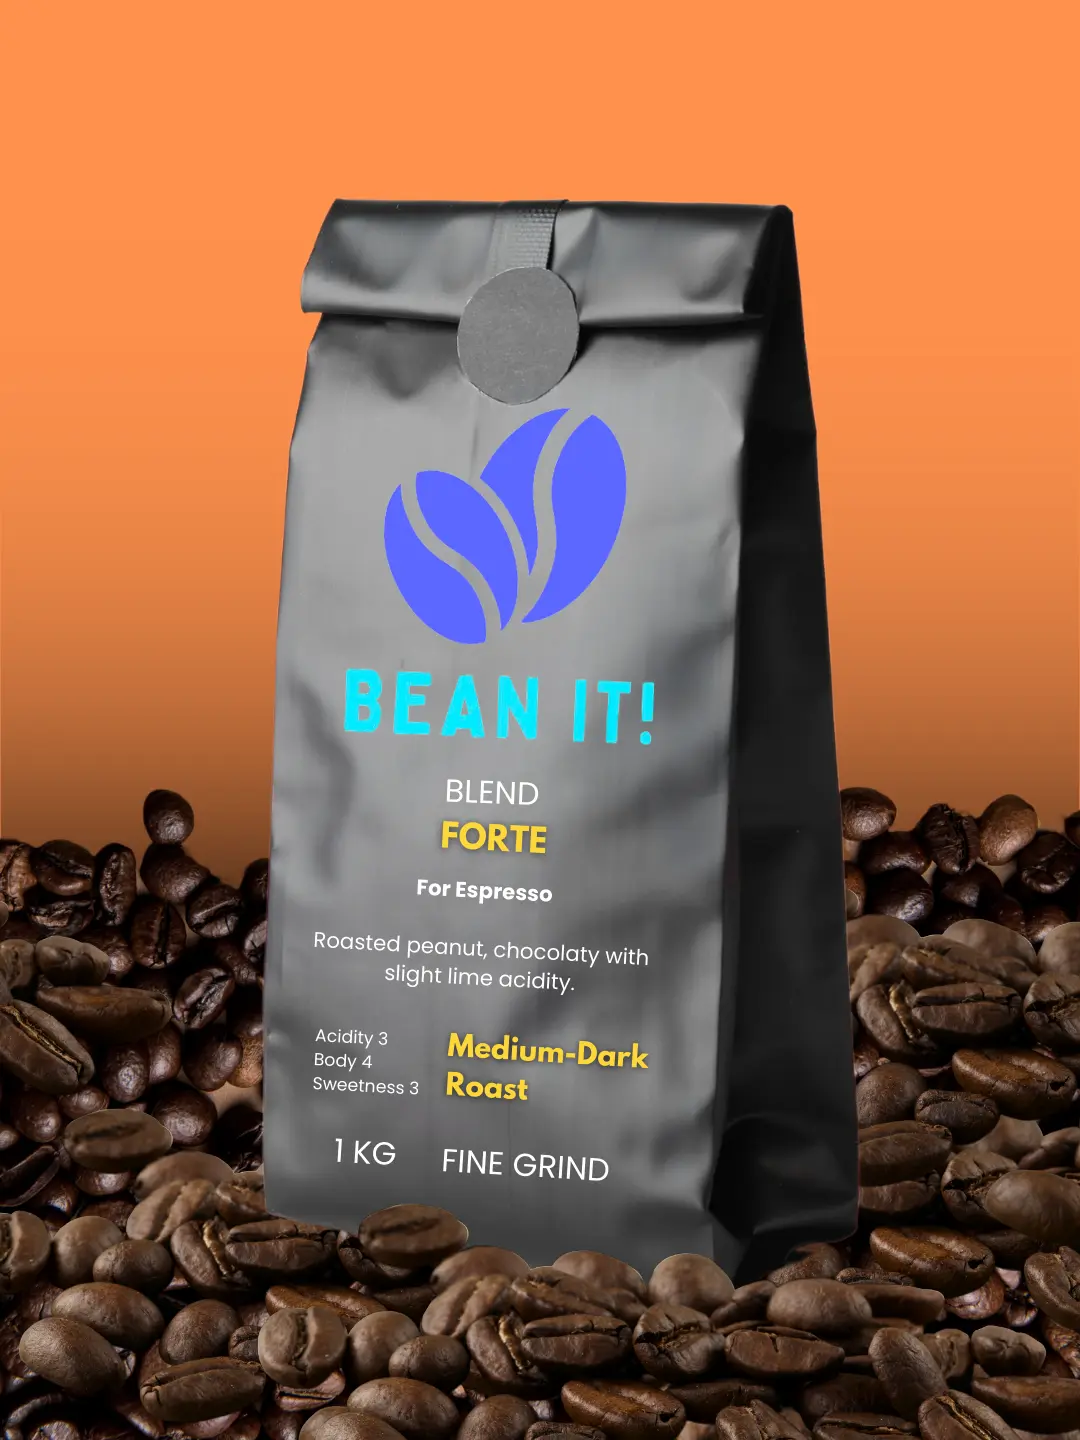 BEAN IT!
BLEND
FORTE
For Espresso
Roasted peanut, chocolaty with
slight lime acidity.
Acidity 3
Body 4
Sweetness 3
Medium-Dark
Roast
1 KG
FINE GRIND